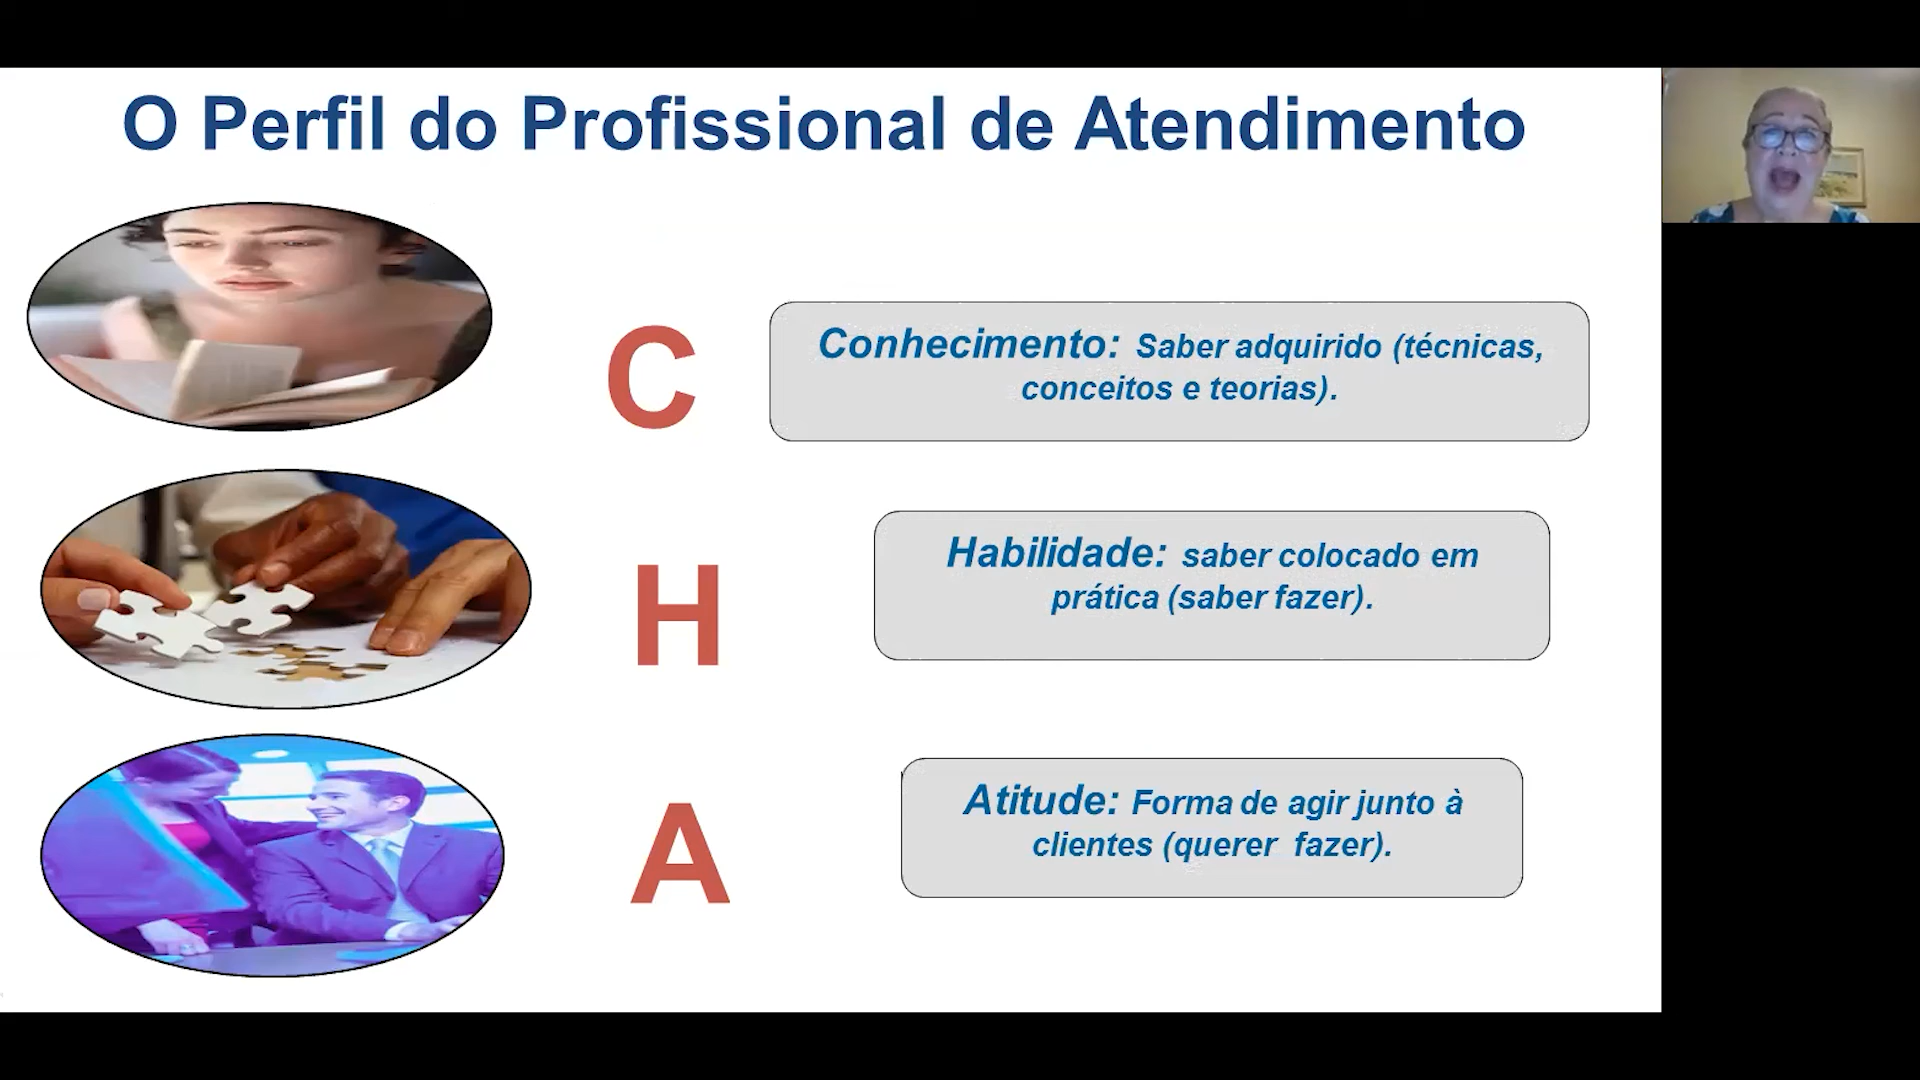 O Perfil do Profissional de Atendimento
C
Conhecimento: Saber adquirido (técnicas,
conceitos e teorias).
H
Habilidade: saber colocado em
prática (saber fazer).
A
Atitude: Forma de agir junto à
clientes (querer fazer).